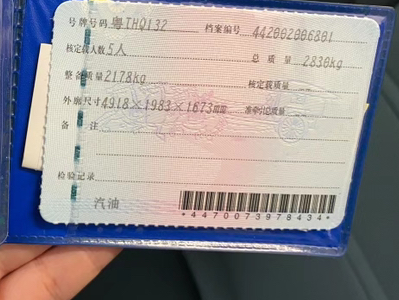 号牌号码 粤THQ132 档案编号 442002006801
核定载人数 5人 总质量 2830kg
整备质量 2178kg 核定载质量
外廓尺寸 4918×1983×1673mm 准牵引总质量
备注
检验记录
汽油
*4470073978434*